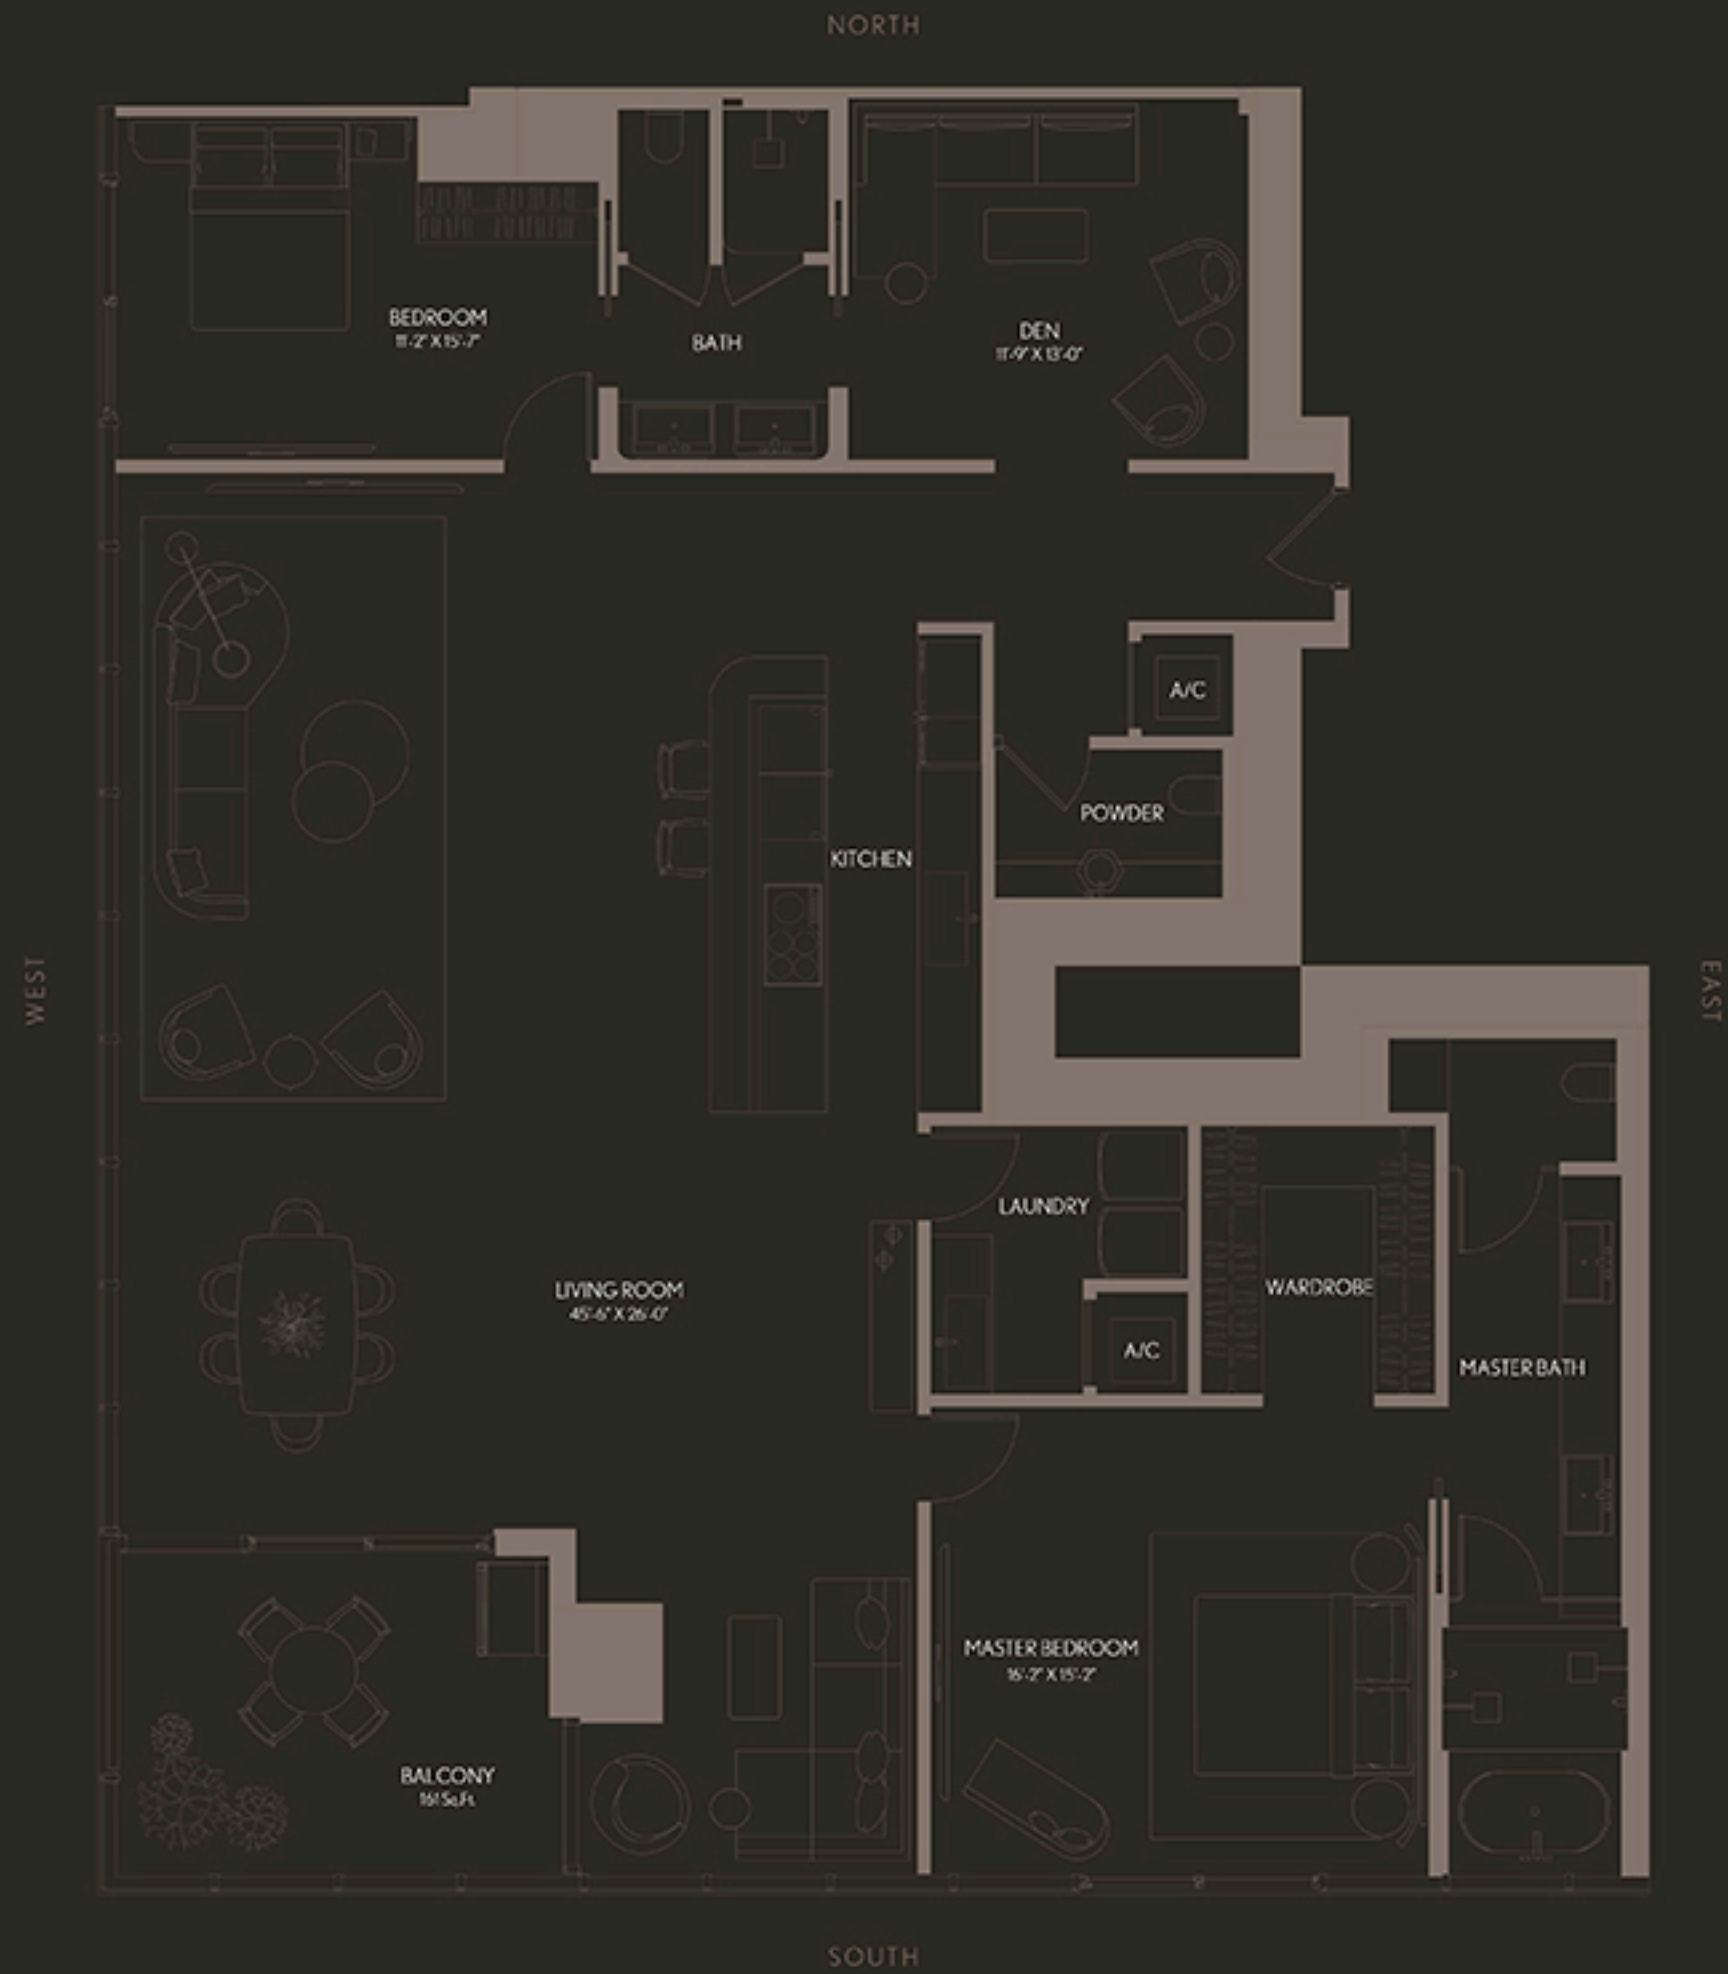 NORTH
BEDROOM
11'-2" X 15'-7"
BATH
DEN
11'-9" X 13'-0"
A/C
POWDER
KITCHEN
WEST
EAST
LAUNDRY
WARDROBE
LIVING ROOM
45'-6" X 26'-0"
A/C
MASTER BATH
MASTER BEDROOM
16'-2" X 15'-2"
BALCONY
161 Sq.Ft.
SOUTH